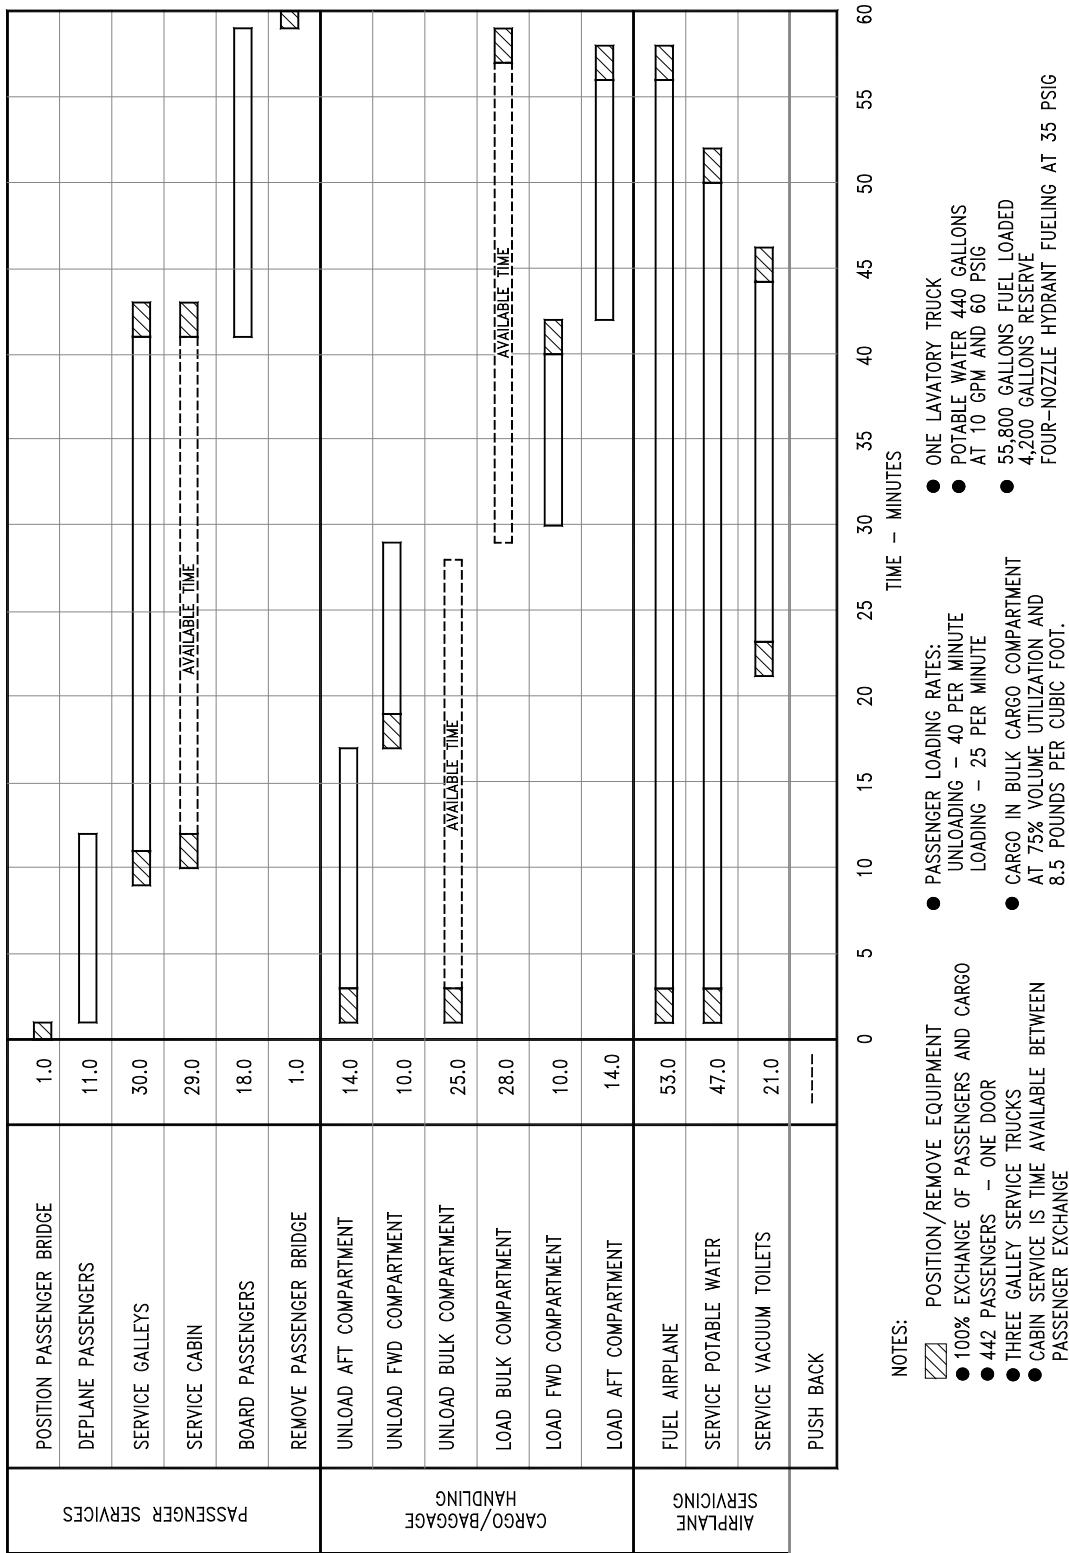 PASSENGER SERVICES
POSITION PASSENGER BRIDGE 1.0
DEPLANE PASSENGERS 11.0
SERVICE GALLEYS 30.0
SERVICE CABIN 29.0
AVAILABLE TIME
BOARD PASSENGERS 18.0
REMOVE PASSENGER BRIDGE 1.0
CARGO/BAGGAGE
HANDLING
UNLOAD AFT COMPARTMENT 14.0
UNLOAD FWD COMPARTMENT 10.0
UNLOAD BULK COMPARTMENT 25.0
AVAILABLE TIME
LOAD BULK COMPARTMENT 28.0
AVAILABLE TIME
LOAD FWD COMPARTMENT 10.0
LOAD AFT COMPARTMENT 14.0
AIRPLANE
SERVICING
FUEL AIRPLANE 53.0
SERVICE POTABLE WATER 47.0
SERVICE VACUUM TOILETS 21.0
PUSH BACK ----
0 5 10 15 20 25 30 35 40 45 50 55 60
TIME – MINUTES
NOTES:
POSITION/REMOVE EQUIPMENT
● 100% EXCHANGE OF PASSENGERS AND CARGO
● 442 PASSENGERS – ONE DOOR
● THREE GALLEY SERVICE TRUCKS
● CABIN SERVICE IS TIME AVAILABLE BETWEEN
PASSENGER EXCHANGE
● PASSENGER LOADING RATES:
UNLOADING – 40 PER MINUTE
LOADING – 25 PER MINUTE
● CARGO IN BULK CARGO COMPARTMENT
AT 75% VOLUME UTILIZATION AND
8.5 POUNDS PER CUBIC FOOT.
● ONE LAVATORY TRUCK
● POTABLE WATER 440 GALLONS
AT 10 GPM AND 60 PSIG
● 55,800 GALLONS FUEL LOADED
4,200 GALLONS RESERVE
FOUR–NOZZLE HYDRANT FUELING AT 35 PSIG